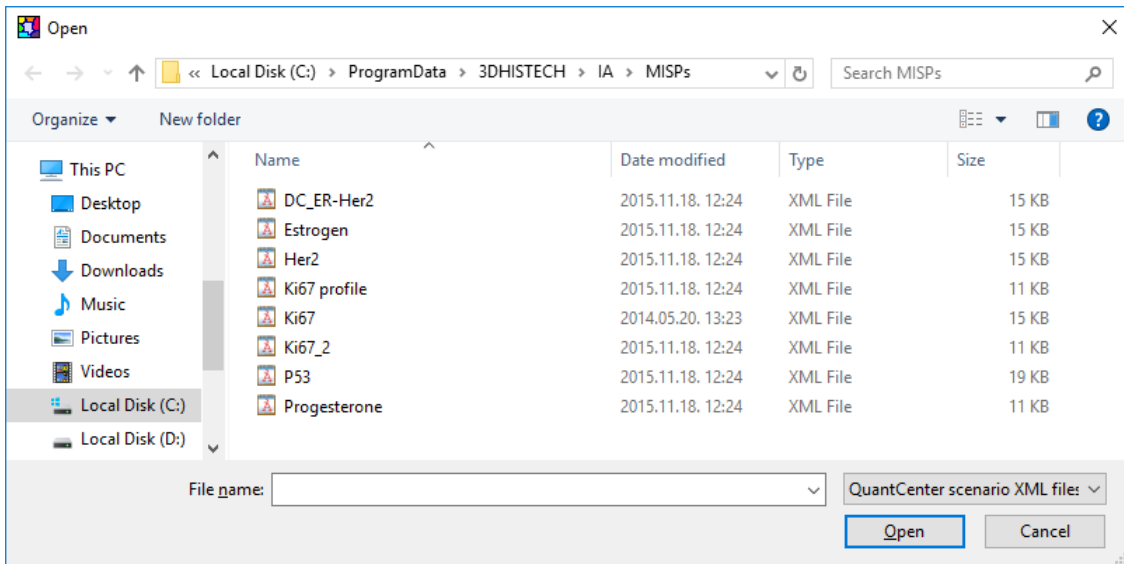 Open
« Local Disk (C:) > ProgramData > 3DHISTECH > IA > MISPs Search MISPs
Organize New folder ?
Name Date modified Type Size
This PC
Desktop DC_ER-Her2 2015.11.18. 12:24 XML File 15 KB
Documents Estrogen 2015.11.18. 12:24 XML File 15 KB
Her2 2015.11.18. 12:24 XML File 15 KB
Downloads Ki67 profile 2015.11.18. 12:24 XML File 11 KB
Music Ki67 2014.05.20. 13:23 XML File 15 KB
Pictures Ki67_2 2015.11.18. 12:24 XML File 11 KB
Videos P53 2015.11.18. 12:24 XML File 19 KB
Local Disk (C:) Progesterone 2015.11.18. 12:24 XML File 11 KB
Local Disk (D:)
File name: QuantCenter scenario XML files
Open Cancel